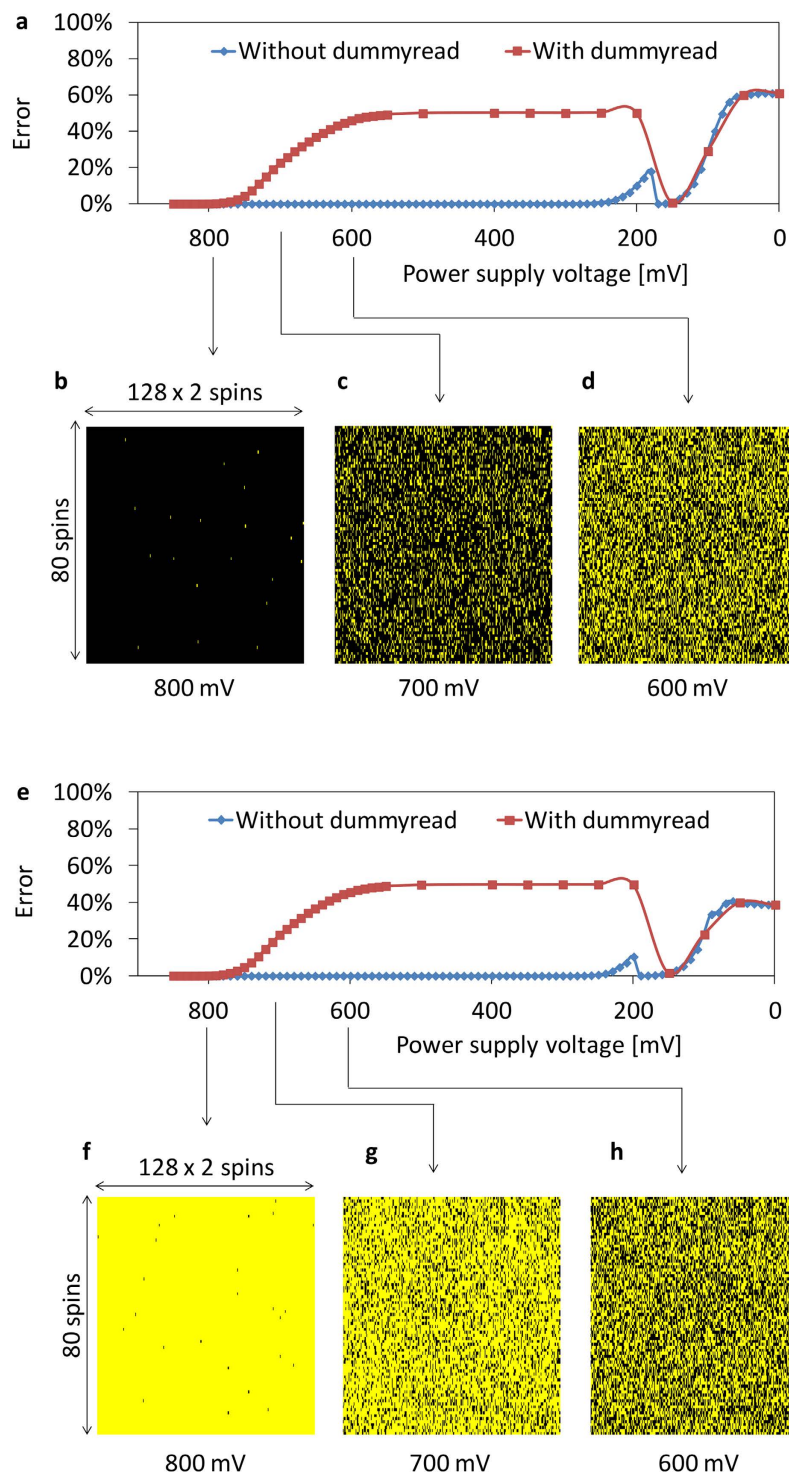 a
100%
80%
60%
40%
20%
0%
Error
Without dummyread
With dummyread
800 600 400 200 0
Power supply voltage [mV]
b
c
d
128 x 2 spins
80 spins
800 mV
700 mV
600 mV
e
100%
80%
60%
40%
20%
0%
Error
Without dummyread
With dummyread
800 600 400 200 0
Power supply voltage [mV]
f
g
h
128 x 2 spins
80 spins
800 mV
700 mV
600 mV